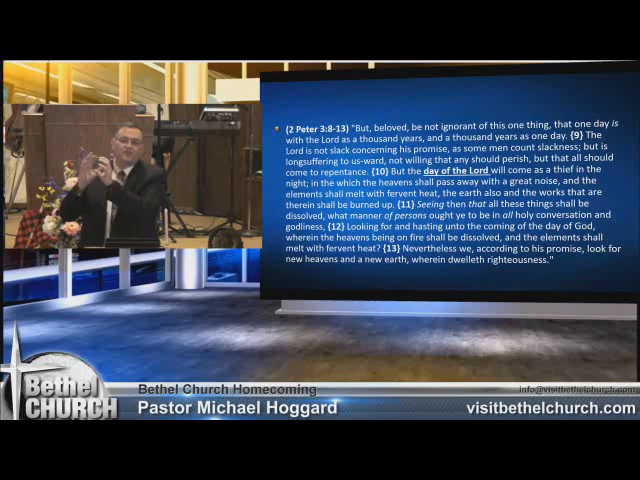 (2 Peter 3:8-13) "But, beloved, be not ignorant of this one thing, that one day is
with the Lord as a thousand years, and a thousand years as one day. {9} The
Lord is not slack concerning his promise, as some men count slackness; but is
longsuffering to us-ward, not willing that any should perish, but that all should
come to repentance. {10} But the day of the Lord will come as a thief in the
night; in the which the heavens shall pass away with a great noise, and the
elements shall melt with fervent heat, the earth also and the works that are
therein shall be burned up. {11} Seeing then that all these things shall be
dissolved, what manner of persons ought ye to be in all holy conversation and
godliness, {12} Looking for and hasting unto the coming of the day of God,
wherein the heavens being on fire shall be dissolved, and the elements shall
melt with fervent heat? {13} Nevertheless we, according to his promise, look for
new heavens and a new earth, wherein dwelleth righteousness."
Bethel
CHURCH
Bethel Church Homecoming
info@visitbethelchurch.com
Pastor Michael Hoggard
visitbethelchurch.com